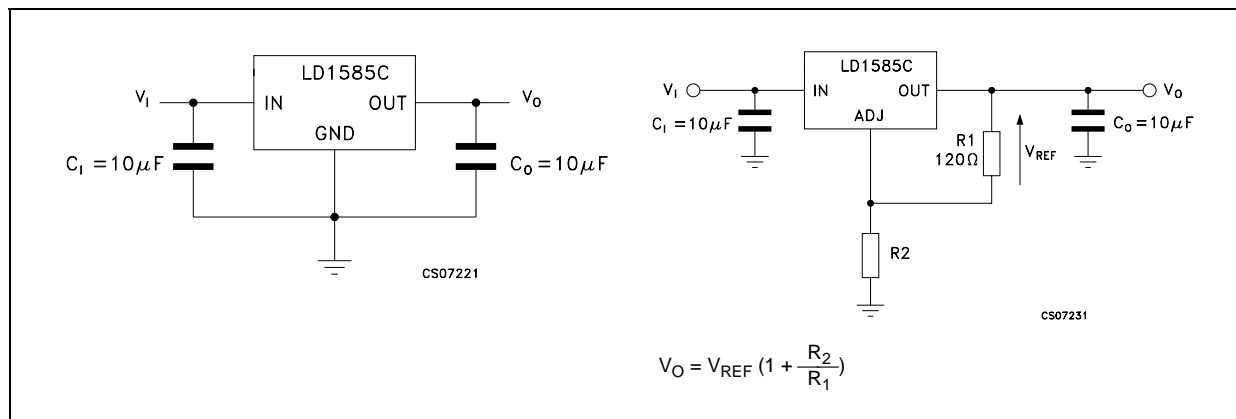 LD1585C
V_I IN OUT V_O
GND
C_I = 10μF C_O = 10μF
CS07221
LD1585C
V_I IN OUT V_O
ADJ
C_I = 10μF R1 V_REF C_O = 10μF
120Ω
R2
CS07231
V_O = V_REF (1 + R_2/R_1)